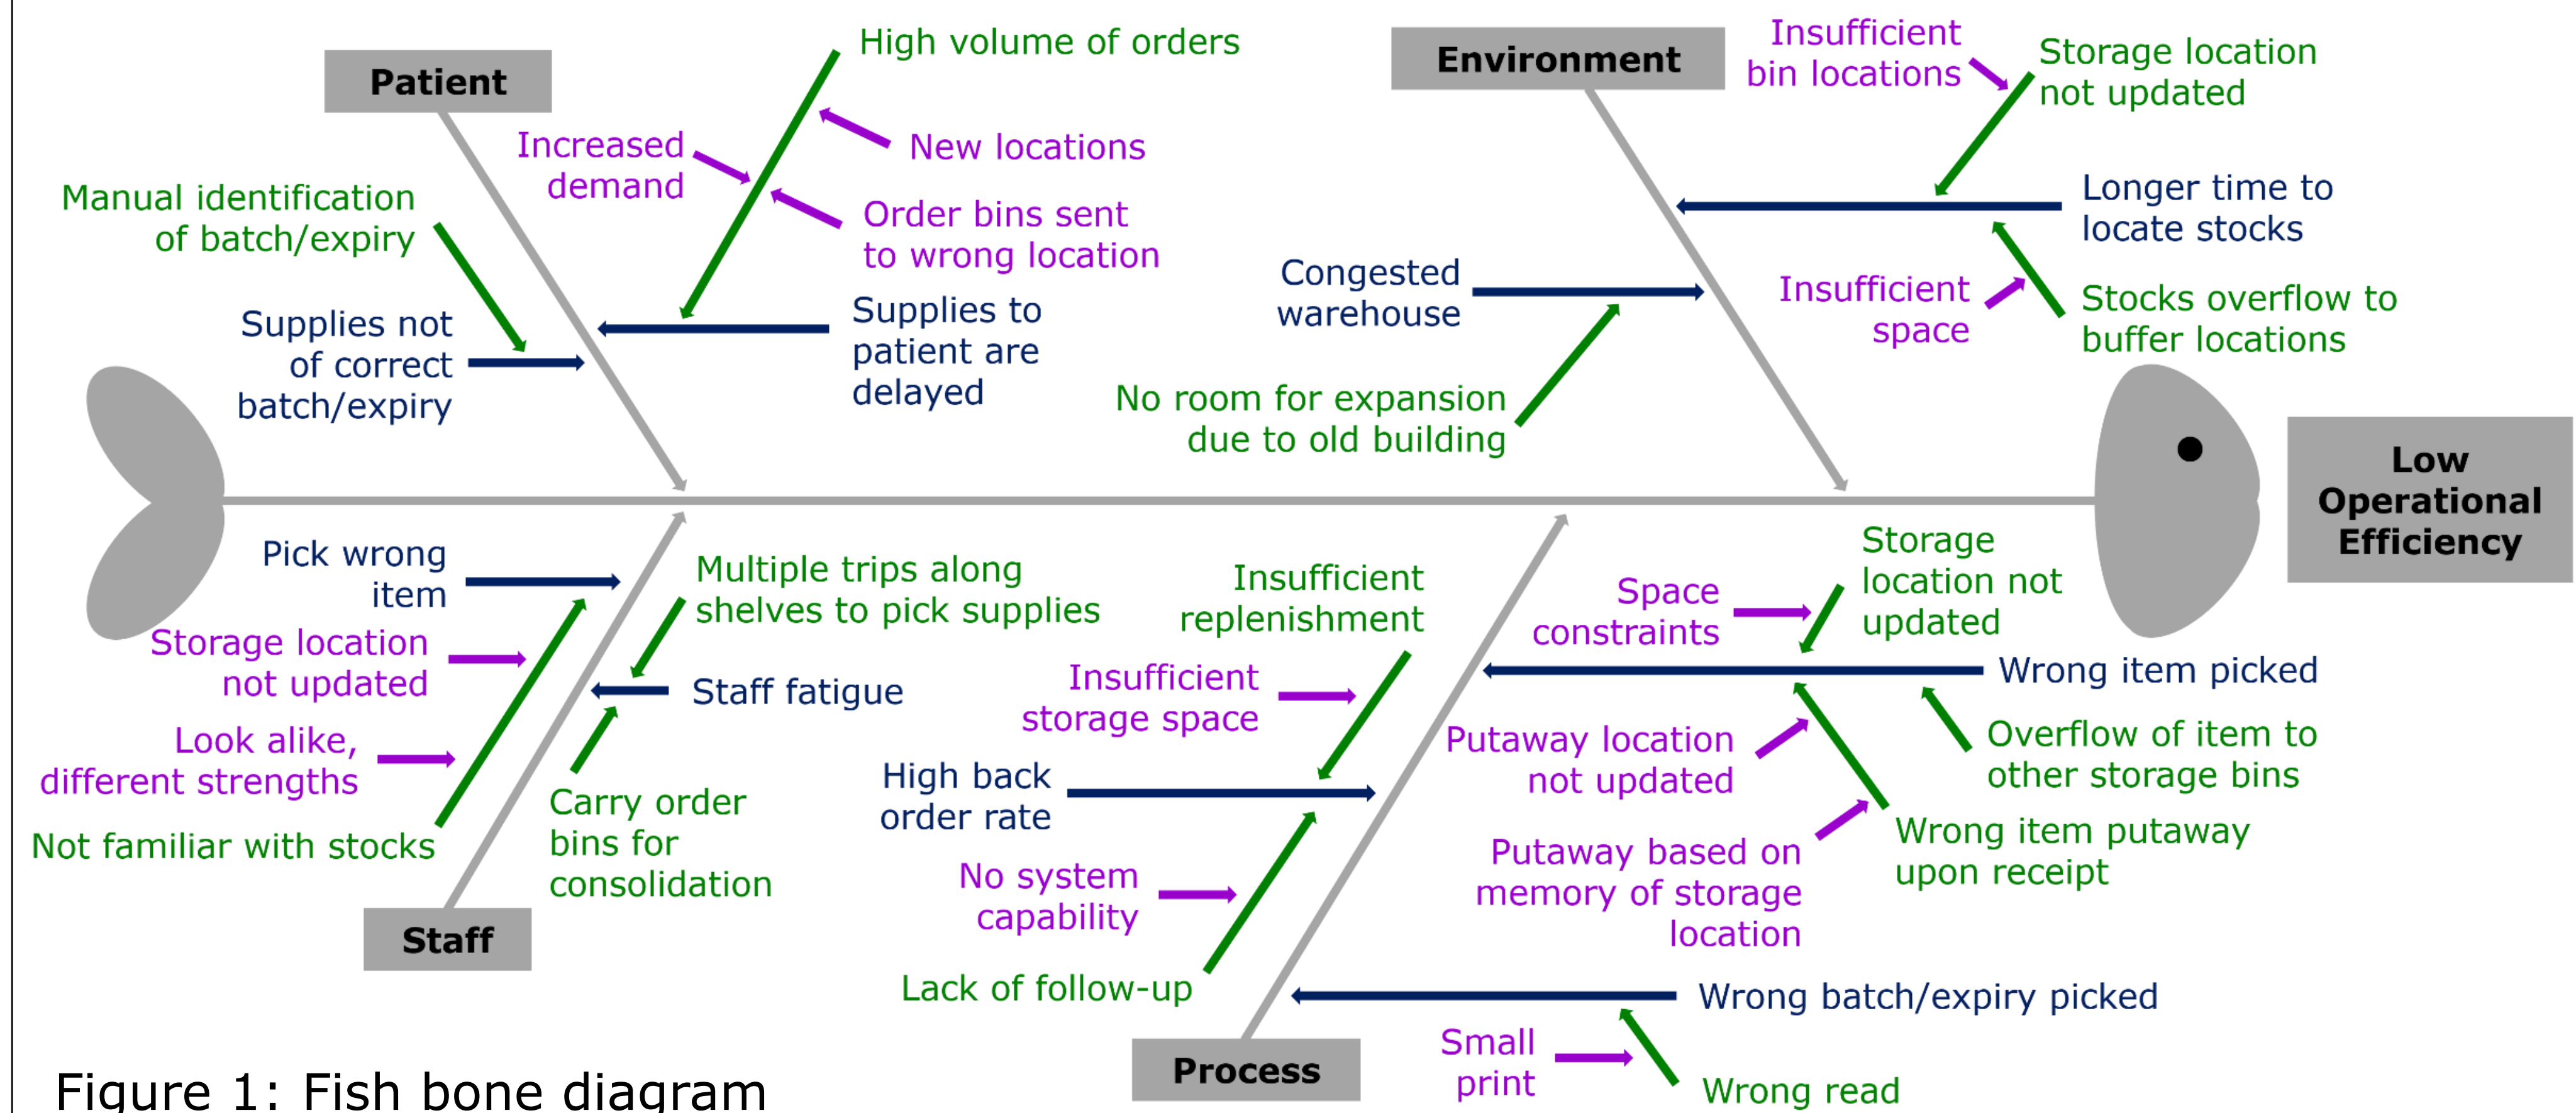 Patient
High volume of orders
Increased
demand
New locations
Order bins sent
to wrong location
Manual identification
of batch/expiry
Supplies not
of correct
batch/expiry
Supplies to
patient are
delayed
Environment
Insufficient
bin locations
Storage location
not updated
Longer time to
locate stocks
Congested
warehouse
Insufficient
space
Stocks overflow to
buffer locations
No room for expansion
due to old building
Low
Operational
Efficiency
Pick wrong
item
Storage location
not updated
Look alike,
different strengths
Not familiar with stocks
Multiple trips along
shelves to pick supplies
Staff fatigue
Carry order
bins for
consolidation
Staff
Insufficient
replenishment
Insufficient
storage space
High back
order rate
No system
capability
Lack of follow-up
Process
Storage
location not
updated
Space
constraints
Wrong item picked
Putaway location
not updated
Overflow of item to
other storage bins
Putaway based on
memory of storage
location
Wrong item putaway
upon receipt
Wrong batch/expiry picked
Small
print
Wrong read
Figure 1: Fish bone diagram